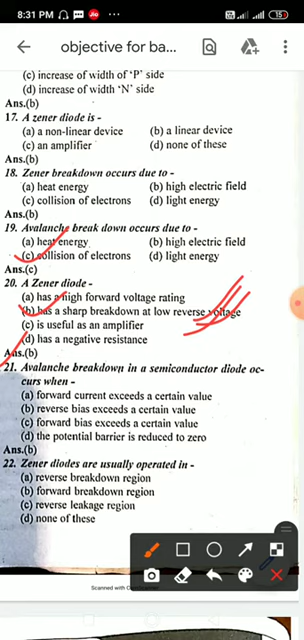 8:31 PM
15
objective for ba...
(c) increase of width of 'P' side
(d) increase of width 'N' side
Ans.(b)
17. A zener diode is -
(a) a non-linear device (b) a linear device
(c) an amplifier (d) none of these
Ans.(b)
18. Zener breakdown occurs due to -
(a) heat energy (b) high electric field
(c) collision of electrons (d) light energy
Ans.(b)
19. Avalanche break down occurs due to -
(a) heat energy (b) high electric field
(c) collision of electrons (d) light energy
Ans.(c)
20. A Zener diode -
(a) has a high forward voltage rating
(b) has a sharp breakdown at low reverse voltage
(c) is useful as an amplifier
(d) has a negative resistance
Ans.(b)
21. Avalanche breakdown in a semiconductor diode oc-
curs when -
(a) forward current exceeds a certain value
(b) reverse bias exceeds a certain value
(c) forward bias exceeds a certain value
(d) the potential barrier is reduced to zero
Ans.(b)
22. Zener diodes are usually operated in -
(a) reverse breakdown region
(b) forward breakdown region
(c) reverse leakage region
(d) none of these
Scanned with